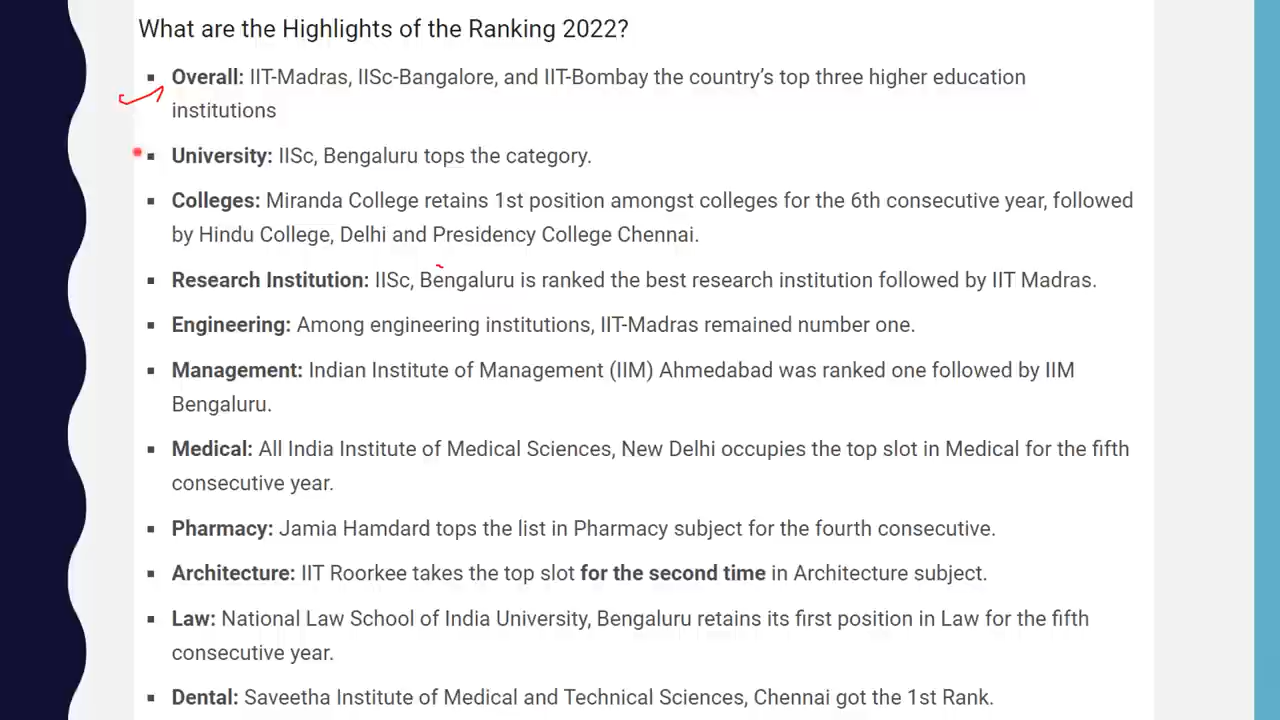 What are the Highlights of the Ranking 2022?
▪ Overall: IIT-Madras, IISc-Bangalore, and IIT-Bombay the country's top three higher education
institutions
▪ University: IISc, Bengaluru tops the category.
▪ Colleges: Miranda College retains 1st position amongst colleges for the 6th consecutive year, followed
by Hindu College, Delhi and Presidency College Chennai.
▪ Research Institution: IISc, Bengaluru is ranked the best research institution followed by IIT Madras.
▪ Engineering: Among engineering institutions, IIT-Madras remained number one.
▪ Management: Indian Institute of Management (IIM) Ahmedabad was ranked one followed by IIM
Bengaluru.
▪ Medical: All India Institute of Medical Sciences, New Delhi occupies the top slot in Medical for the fifth
consecutive year.
▪ Pharmacy: Jamia Hamdard tops the list in Pharmacy subject for the fourth consecutive.
▪ Architecture: IIT Roorkee takes the top slot for the second time in Architecture subject.
▪ Law: National Law School of India University, Bengaluru retains its first position in Law for the fifth
consecutive year.
▪ Dental: Saveetha Institute of Medical and Technical Sciences, Chennai got the 1st Rank.